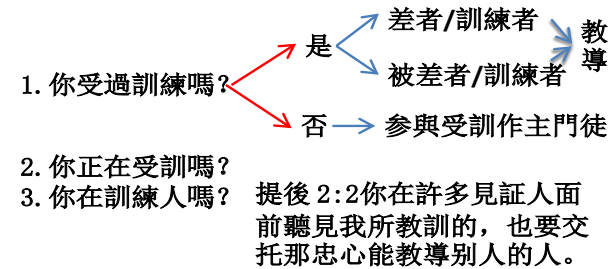 差者/訓練者
教導
是
被差者/訓練者
1.你受過訓練嗎?
否
参與受訓作主門徒
2.你正在受訓嗎?
3.你在訓練人嗎?
提後 2:2你在許多見証人面
前聽見我所教訓的，也要交
托那忠心能教導别人的人。